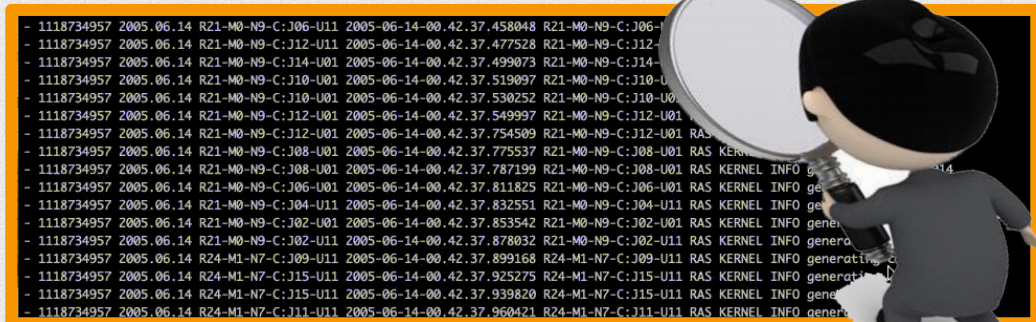 - 1118734957 2005.06.14 R21-M0-N9-C:J06-U11 2005-06-14-00.42.37.458048 R21-M0-N9-C:J06-
- 1118734957 2005.06.14 R21-M0-N9-C:J12-U11 2005-06-14-00.42.37.477528 R21-M0-N9-C:J12-
- 1118734957 2005.06.14 R21-M0-N9-C:J14-U01 2005-06-14-00.42.37.499073 R21-M0-N9-C:J14-
- 1118734957 2005.06.14 R21-M0-N9-C:J10-U01 2005-06-14-00.42.37.519097 R21-M0-N9-C:J10-U
- 1118734957 2005.06.14 R21-M0-N9-C:J10-U01 2005-06-14-00.42.37.530252 R21-M0-N9-C:J10-U0
- 1118734957 2005.06.14 R21-M0-N9-C:J12-U01 2005-06-14-00.42.37.549997 R21-M0-N9-C:J12-U01
- 1118734957 2005.06.14 R21-M0-N9-C:J12-U01 2005-06-14-00.42.37.754509 R21-M0-N9-C:J12-U01 RAS
- 1118734957 2005.06.14 R21-M0-N9-C:J08-U01 2005-06-14-00.42.37.775537 R21-M0-N9-C:J08-U01 RAS KERNEL
- 1118734957 2005.06.14 R21-M0-N9-C:J08-U01 2005-06-14-00.42.37.787199 R21-M0-N9-C:J08-U01 RAS KERNEL INFO g
- 1118734957 2005.06.14 R21-M0-N9-C:J06-U01 2005-06-14-00.42.37.811825 R21-M0-N9-C:J06-U01 RAS KERNEL INFO ge
- 1118734957 2005.06.14 R21-M0-N9-C:J04-U11 2005-06-14-00.42.37.832551 R21-M0-N9-C:J04-U11 RAS KERNEL INFO gen
- 1118734957 2005.06.14 R21-M0-N9-C:J02-U01 2005-06-14-00.42.37.853542 R21-M0-N9-C:J02-U01 RAS KERNEL INFO gener
- 1118734957 2005.06.14 R21-M0-N9-C:J02-U11 2005-06-14-00.42.37.878032 R21-M0-N9-C:J02-U11 RAS KERNEL INFO genera
- 1118734957 2005.06.14 R24-M1-N7-C:J09-U11 2005-06-14-00.42.37.899168 R24-M1-N7-C:J09-U11 RAS KERNEL INFO generating
- 1118734957 2005.06.14 R24-M1-N7-C:J15-U11 2005-06-14-00.42.37.925275 R24-M1-N7-C:J15-U11 RAS KERNEL INFO generati
- 1118734957 2005.06.14 R24-M1-N7-C:J15-U11 2005-06-14-00.42.37.939820 R24-M1-N7-C:J15-U11 RAS KERNEL INFO gene
- 1118734957 2005.06.14 R24-M1-N7-C:J11-U11 2005-06-14-00.42.37.960421 R24-M1-N7-C:J11-U11 RAS KERNEL INFO gener